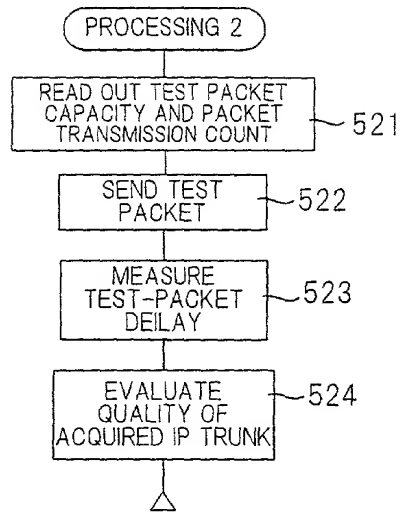 PROCESSING 2
READ OUT TEST PACKET
CAPACITY AND PACKET
TRANSMISSION COUNT
521
SEND TEST
PACKET
522
MEASURE
TEST-PACKET
DEILAY
523
EVALUATE
QUALITY OF
ACQUIRED IP TRUNK
524